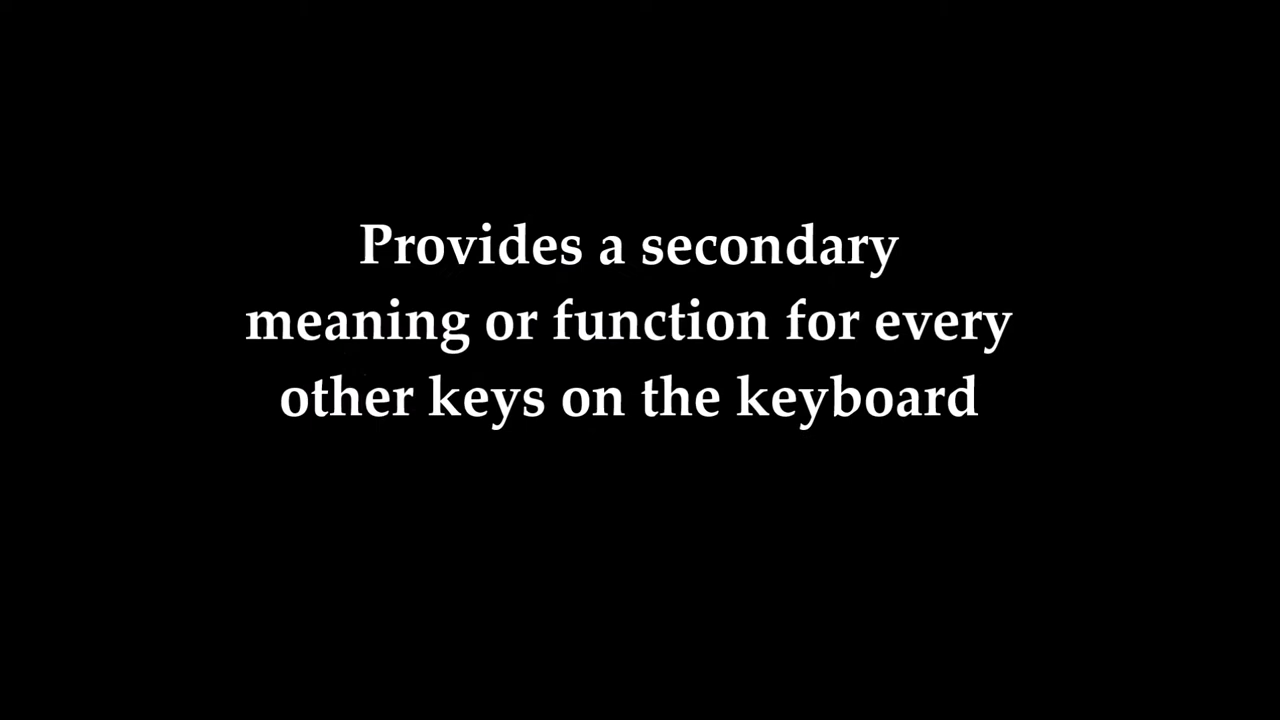 Provides a secondary
meaning or function for every
other keys on the keyboard